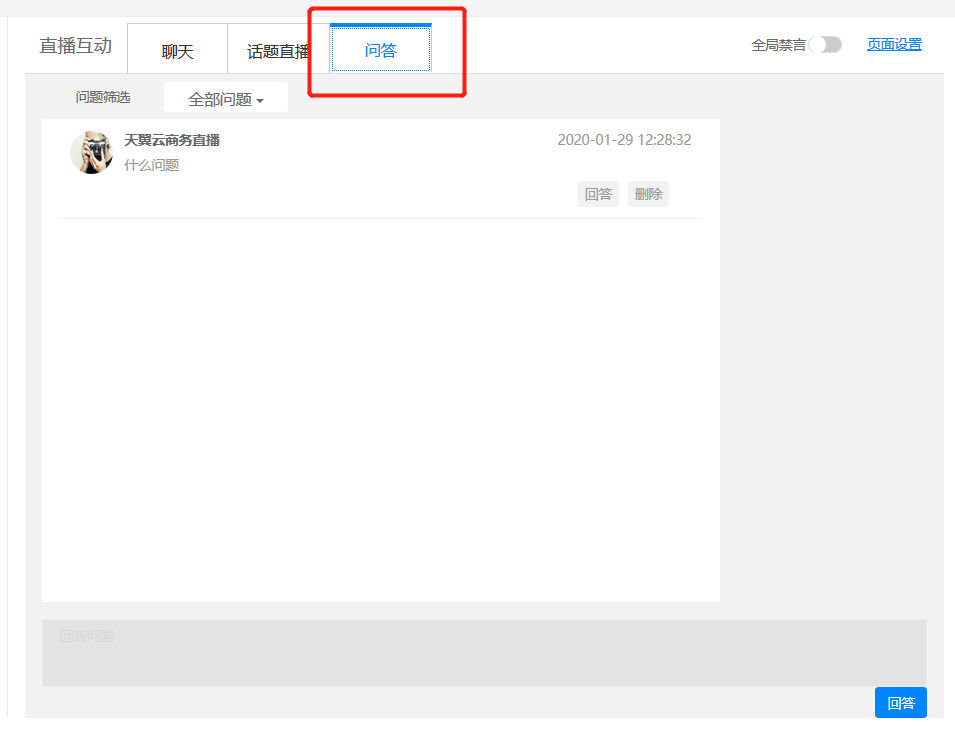 直播互动 聊天 话题直播 问答 全局禁言 页面设置
问题筛选 全部问题
天翼云商务直播 2020-01-29 12:28:32
什么问题
回答 删除
回答问题
回答